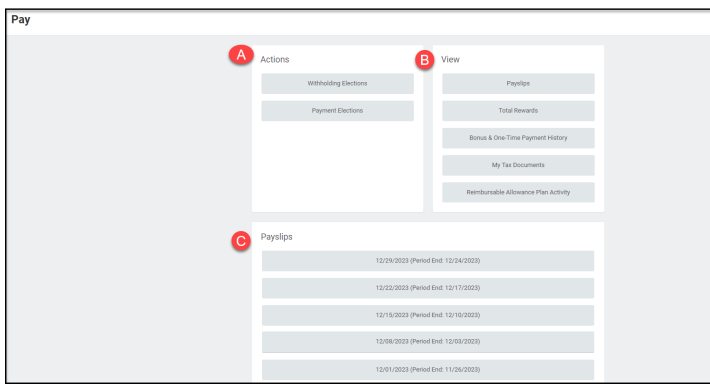 Pay
A
Actions
Withholding Elections
Payment Elections
B
View
Payslips
Total Rewards
Bonus & One-Time Payment History
My Tax Documents
Reimbursable Allowance Plan Activity
C
Payslips
12/29/2023 (Period End: 12/24/2023)
12/22/2023 (Period End: 12/17/2023)
12/15/2023 (Period End: 12/10/2023)
12/08/2023 (Period End: 12/03/2023)
12/01/2023 (Period End: 11/26/2023)